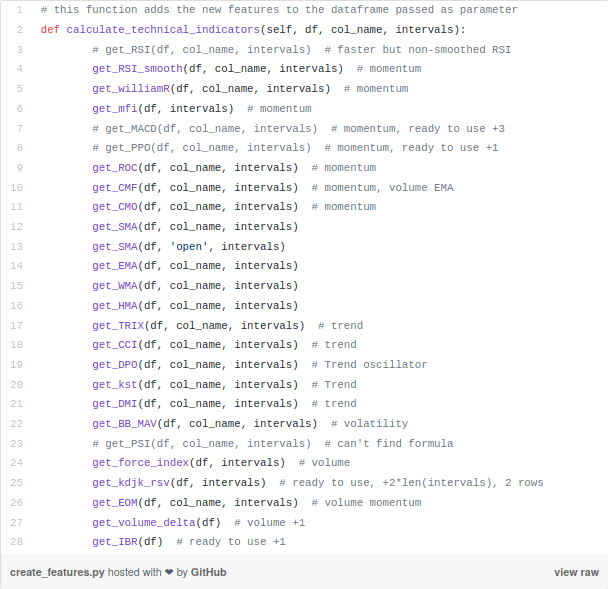 1 # this function adds the new features to the dataframe passed as parameter
2 def calculate_technical_indicators(self, df, col_name, intervals):
3 # get_RSI(df, col_name, intervals)  # faster but non-smoothed RSI
4 get_RSI_smooth(df, col_name, intervals)  # momentum
5 get_williamR(df, col_name, intervals)  # momentum
6 get_mfi(df, intervals)  # momentum
7 # get_MACD(df, col_name, intervals)  # momentum, ready to use +3
8 # get_PPO(df, col_name, intervals)  # momentum, ready to use +1
9 get_ROC(df, col_name, intervals)  # momentum
10 get_CMF(df, col_name, intervals)  # momentum, volume EMA
11 get_CMO(df, col_name, intervals)  # momentum
12 get_SMA(df, col_name, intervals)
13 get_SMA(df, 'open', intervals)
14 get_EMA(df, col_name, intervals)
15 get_WMA(df, col_name, intervals)
16 get_HMA(df, col_name, intervals)
17 get_TRIX(df, col_name, intervals)  # trend
18 get_CCI(df, col_name, intervals)  # trend
19 get_DPO(df, col_name, intervals)  # Trend oscillator
20 get_kst(df, col_name, intervals)  # Trend
21 get_DMI(df, col_name, intervals)  # trend
22 get_BB_MAV(df, col_name, intervals)  # volatility
23 # get_PSI(df, col_name, intervals)  # can't find formula
24 get_force_index(df, intervals)  # volume
25 get_kdjk_rsv(df, intervals)  # ready to use, +2*len(intervals), 2 rows
26 get_EOM(df, col_name, intervals)  # volume momentum
27 get_volume_delta(df)  # volume +1
28 get_IBR(df)  # ready to use +1
create_features.py hosted with ❤ by GitHub view raw